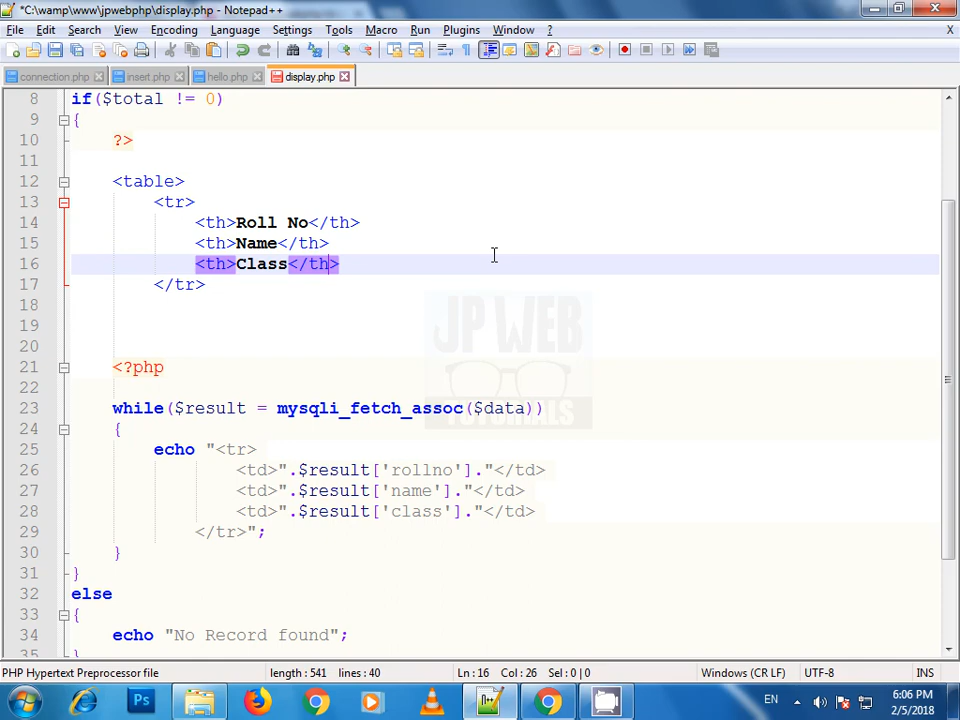 *C:\wamp\www\jpwebphp\display.php - Notepad++
File Edit Search View Encoding Language Settings Tools Macro Run Plugins Window ? X
connection.php insert.php hello.php display.php
8 if($total != 0)
9 {
10 ?>
11
12 <table>
13 <tr>
14 <th>Roll No</th>
15 <th>Name</th>
16 <th>Class</th>
17 </tr>
18
19
20
21 <?php
22
23 while($result = mysqli_fetch_assoc($data))
24 {
25 echo "<tr>
26 <td>".$result['rollno']."</td>
27 <td>".$result['name']."</td>
28 <td>".$result['class']."</td>
29 </tr>";
30 }
31 }
32 else
33 {
34 echo "No Record found";
35 }
JP WEB
TUTORIALS
PHP Hypertext Preprocessor file length : 541 lines : 40 Ln : 16 Col : 26 Sel : 0 | 0 Windows (CR LF) UTF-8 INS
Ps N++ EN 6:06 PM
2/5/2018